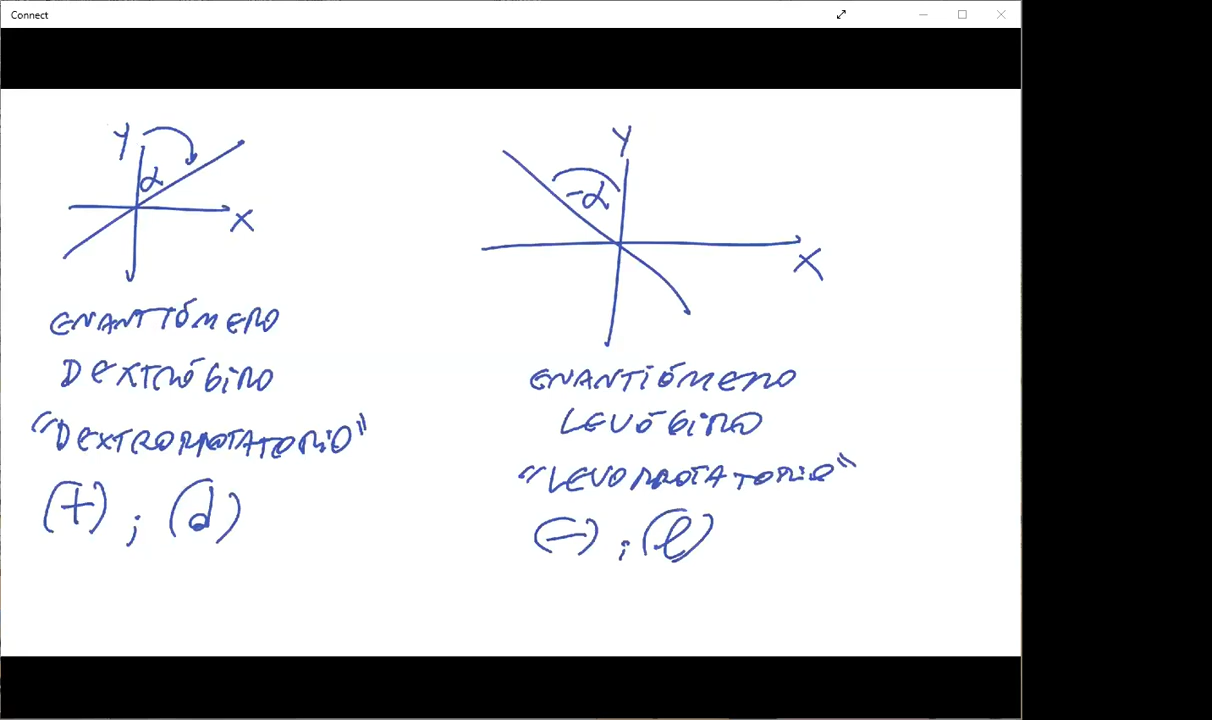 Connect
Y
α
X
ENANTIÓMERO
DEXTRÓGIRO
"DEXTRORROTATORIO"
(+) ; (d)
Y
-α
X
ENANTIÓMERO
LEVÓGIRO
"LEVORROTATORIO"
(-) ; (l)